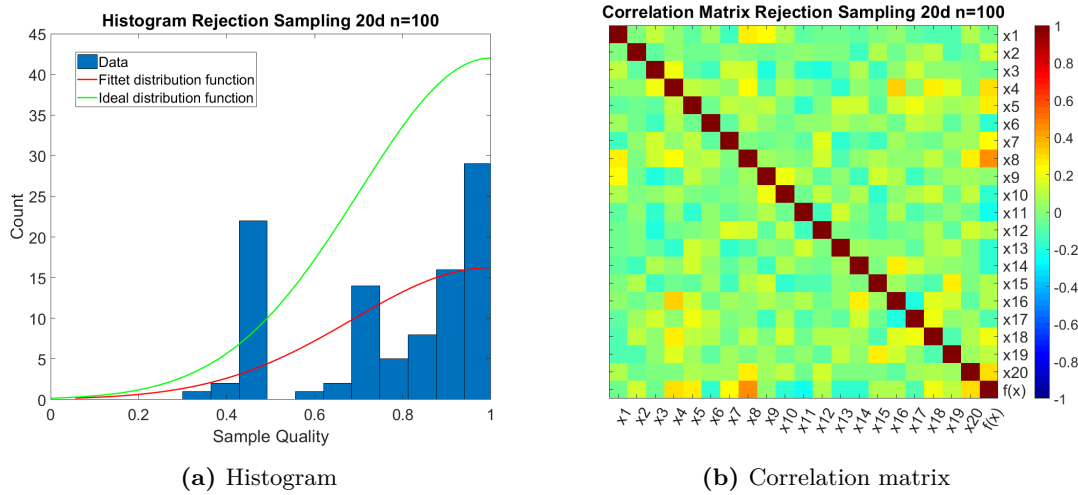 Histogram Rejection Sampling 20d n=100
Data
Fittet distribution function
Ideal distribution function
Count
45
40
35
30
25
20
15
10
5
0
0
0.2
0.4
0.6
0.8
1
Sample Quality
(a) Histogram
Correlation Matrix Rejection Sampling 20d n=100
x1
x2
x3
x4
x5
x6
x7
x8
x9
x10
x11
x12
x13
x14
x15
x16
x17
x18
x19
x20
f(x)
x1
x2
x3
x4
x5
x6
x7
x8
x9
x10
x11
x12
x13
x14
x15
x16
x17
x18
x19
x20
f(x)
1
0.8
0.6
0.4
0.2
0
-0.2
-0.4
-0.6
-0.8
-1
(b) Correlation matrix